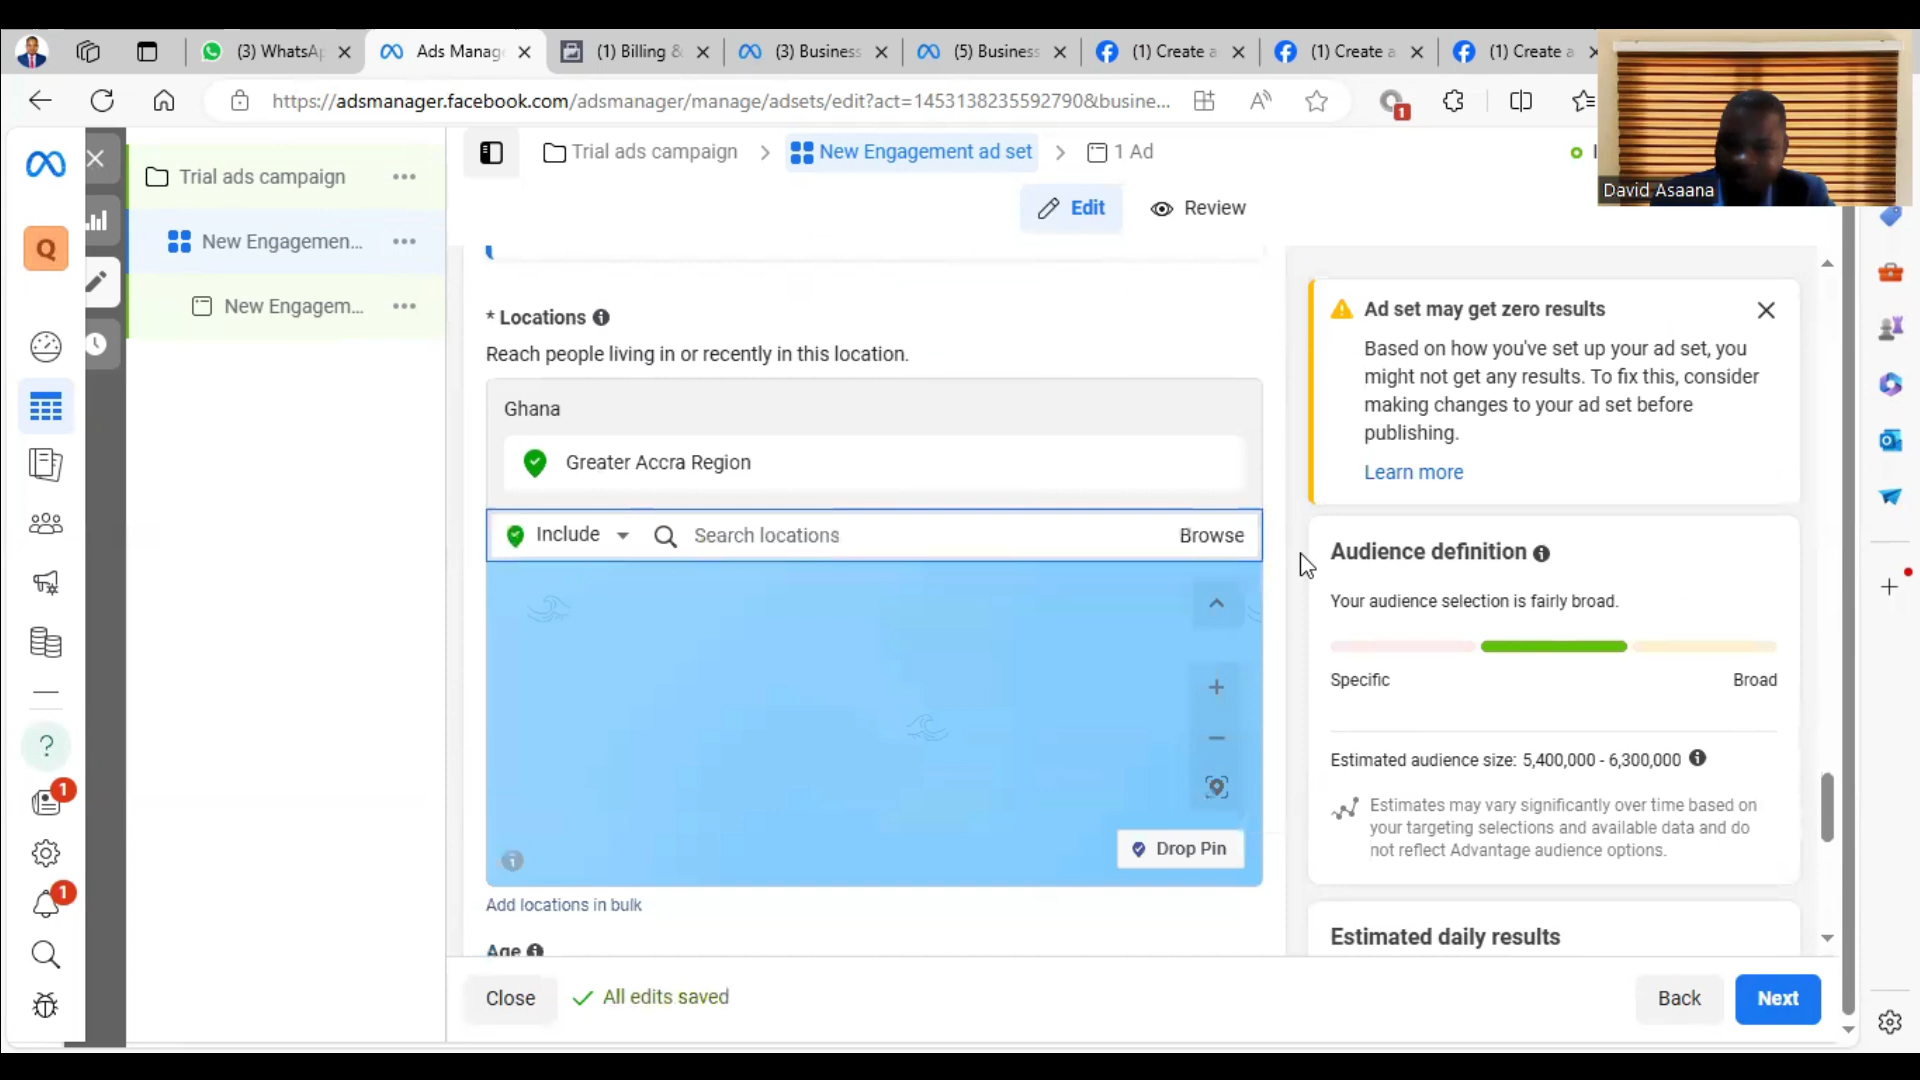 (3) WhatsAp
Ads Manag
(1) Billing &
(3) Business
(5) Business
(1) Create a
(1) Create a
(1) Create a
https://adsmanager.facebook.com/adsmanager/manage/adsets/edit?act=1453138235592790&busine...
1
David Asaana
Trial ads campaign
New Engagemen...
New Engagem...
Q
?
1
1
Trial ads campaign
New Engagement ad set
1 Ad
Edit
Review
* Locations
Reach people living in or recently in this location.
Ghana
Greater Accra Region
Include
Search locations
Browse
Drop Pin
Add locations in bulk
Age
Ad set may get zero results
Based on how you've set up your ad set, you
might not get any results. To fix this, consider
making changes to your ad set before
publishing.
Learn more
Audience definition
Your audience selection is fairly broad.
Specific
Broad
Estimated audience size: 5,400,000 - 6,300,000
Estimates may vary significantly over time based on
your targeting selections and available data and do
not reflect Advantage audience options.
Estimated daily results
Close
All edits saved
Back
Next